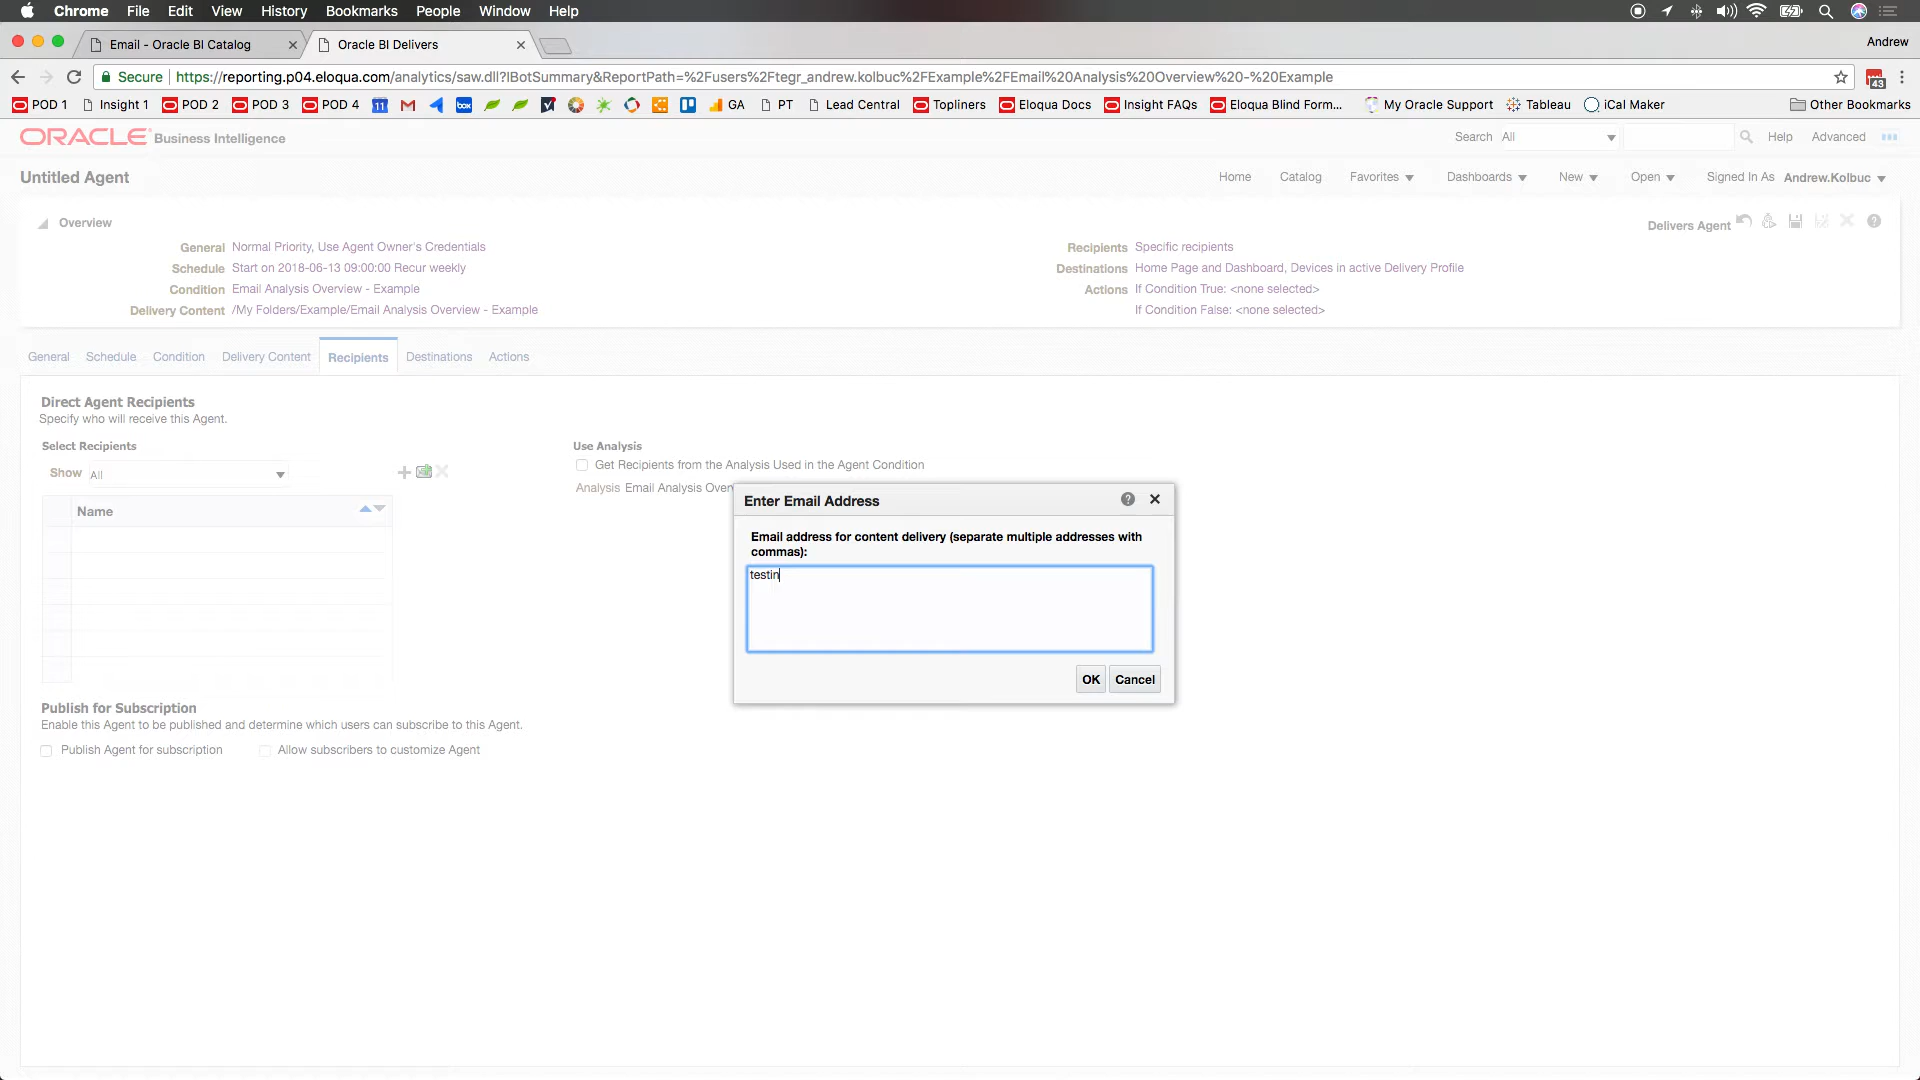 Chrome File Edit View History Bookmarks People Window Help
Email - Oracle BI Catalog Oracle BI Delivers Andrew
Secure https://reporting.p04.eloqua.com/analytics/saw.dll?IBotSummary&ReportPath=%2Fusers%2Ftegr_andrew.kolbuc%2FExample%2FEmail%20Analysis%20Overview%20-%20Example 43
POD 1 Insight 1 POD 2 POD 3 POD 4 11 box GA PT Lead Central Topliners Eloqua Docs Insight FAQs Eloqua Blind Form... My Oracle Support Tableau iCal Maker Other Bookmarks
ORACLE Business Intelligence Search All Help Advanced
Untitled Agent Home Catalog Favorites Dashboards New Open Signed In As Andrew.Kolbuc
Overview Delivers Agent
General Normal Priority, Use Agent Owner's Credentials Recipients Specific recipients
Schedule Start on 2018-06-13 09:00:00 Recur weekly Destinations Home Page and Dashboard, Devices in active Delivery Profile
Condition Email Analysis Overview - Example Actions If Condition True: <none selected>
Delivery Content /My Folders/Example/Email Analysis Overview - Example If Condition False: <none selected>
General Schedule Condition Delivery Content Recipients Destinations Actions
Direct Agent Recipients
Specify who will receive this Agent.
Select Recipients Use Analysis
Show All Get Recipients from the Analysis Used in the Agent Condition
Analysis Email Analysis Over
Name
Enter Email Address
Email address for content delivery (separate multiple addresses with
commas):
testin
OK Cancel
Publish for Subscription
Enable this Agent to be published and determine which users can subscribe to this Agent.
Publish Agent for subscription Allow subscribers to customize Agent